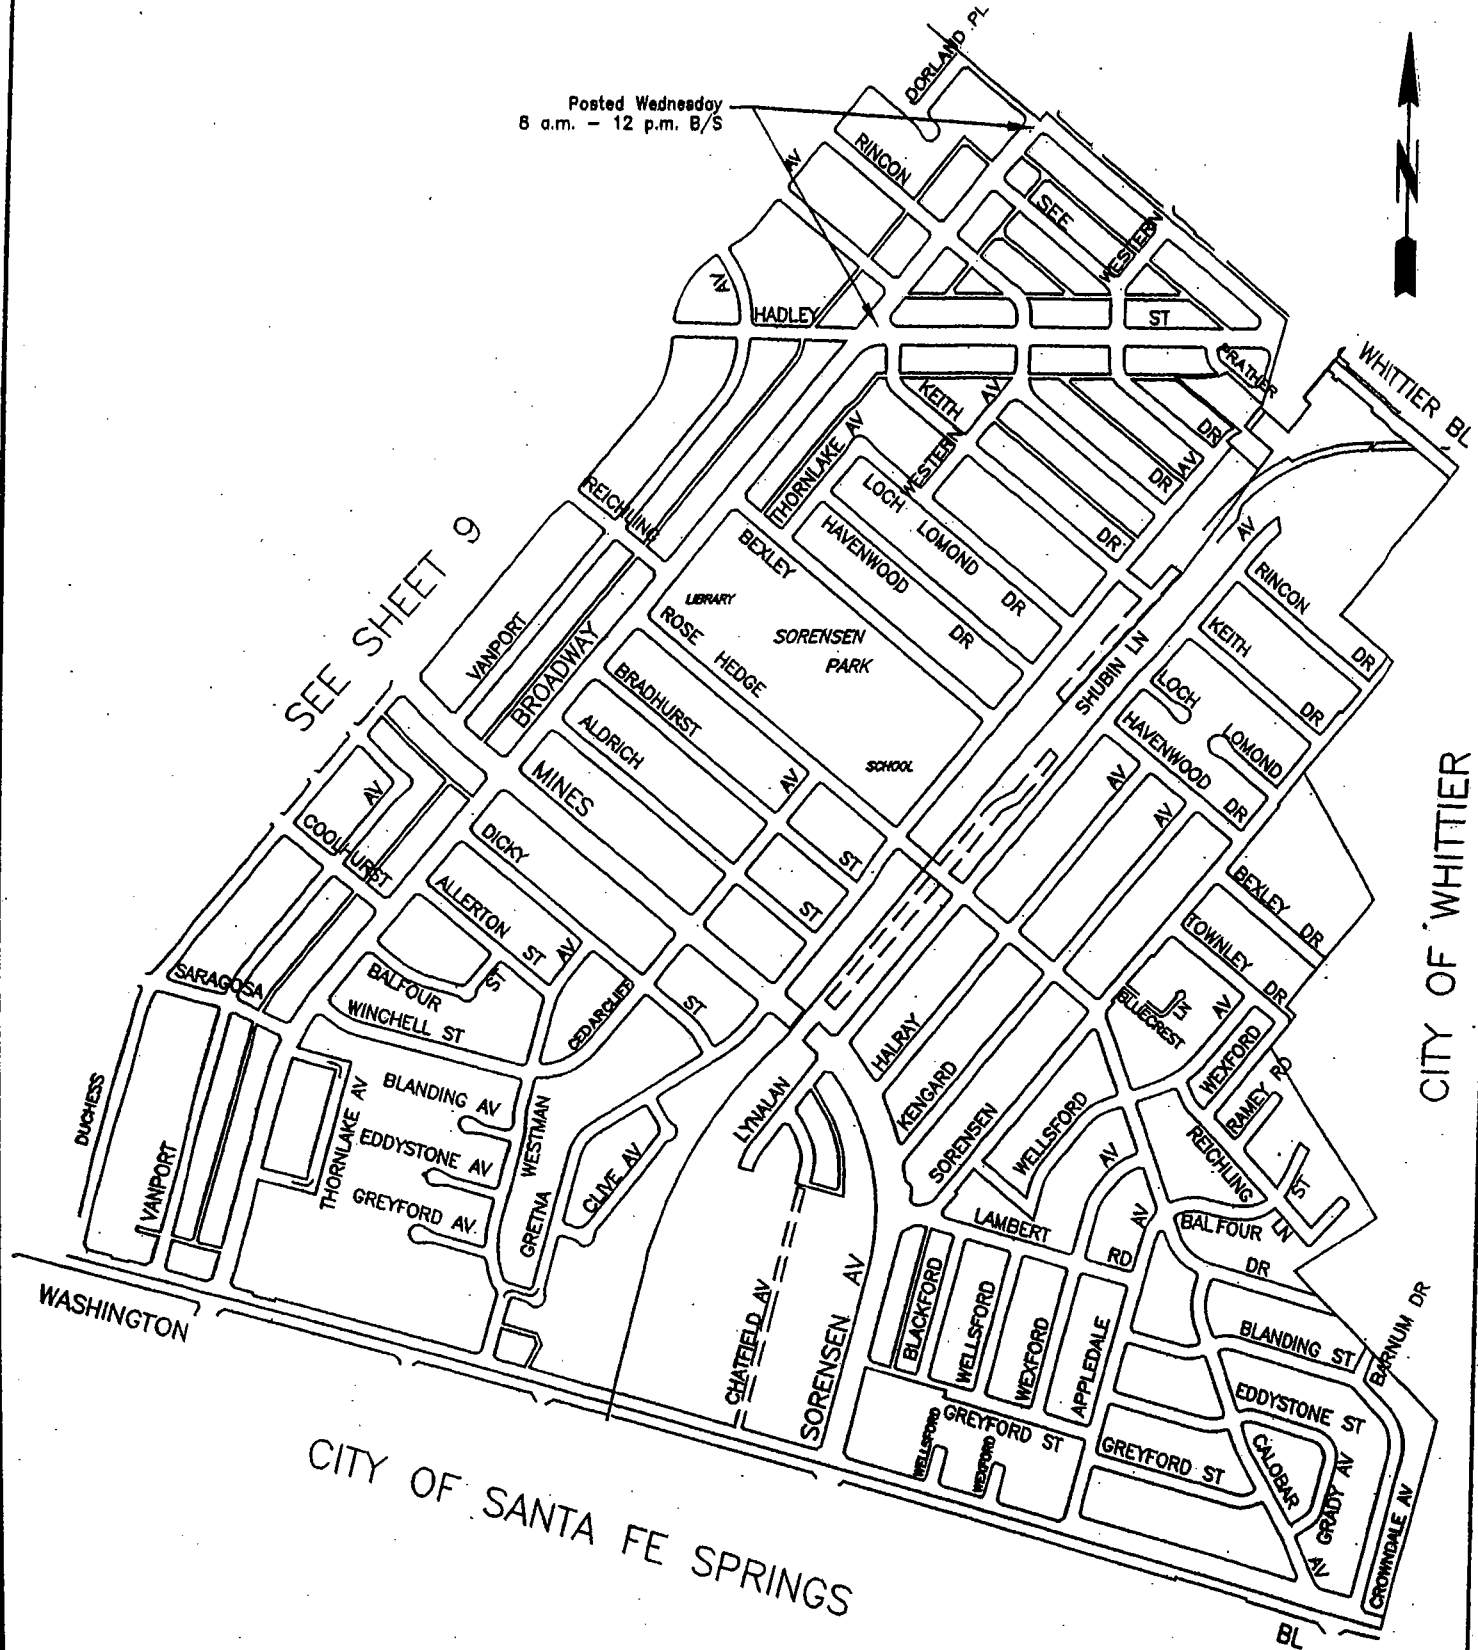 DORLAND PL
Posted Wednesday
8 a.m. - 12 p.m. B/S
RINCON
AV
N
SEE
WESTERN
AV
HADLEY
ST
PRATHER
WHITTIER BL
KEITH
AV
THORNLAKE AV
WESTERN
DR
DR
AV
DR
LOCH LOMOND DR
REICHLING
BEXLEY
HAVENWOOD DR
AV
RINCON DR
SEE SHEET 9
LIBRARY
SORENSEN
PARK
SCHOOL
VANPORT
BROADWAY
ROSE HEDGE
KEITH DR
SHUBIN LN
LOCH
LOMOND
BRADHURST
AV
ALDRICH
ST
MINES
ST
HAVENWOOD DR
AV
AV
CITY OF WHITTIER
AV
COOLHURST
DICKY
ALLERTON ST
AV
BEXLEY DR
TOWNLEY DR
SARAGOSA
BALFOUR
ST
WINCHELL ST
CEDARCLIFF
ST
BLUECREST
LN
AV
WEXFORD
HALRAY
KENGARD
RAMEY RD
DUCHESS
BLANDING AV
THORNLAKE AV
EDDYSTONE AV
WESTMAN
LYNALAN
SORENSEN
WELLSFORD
AV
REICHLING
ST
VANPORT
GREYFORD AV.
GRETNA
CLIVE AV
LAMBERT
RD
AV
BALFOUR
LN
DR
WASHINGTON
CHATFIELD AV
SORENSEN AV
BLACKFORD
WELLSFORD
WEXFORD
APPLEDALE
BLANDING ST
BARNUM DR
EDDYSTONE ST
GREYFORD ST
WELLSFORD
WEXFORD
GREYFORD ST
CALOBAR
AV
GRADY AV
CROWNDALE AV
CITY OF SANTA FE SPRINGS
BL